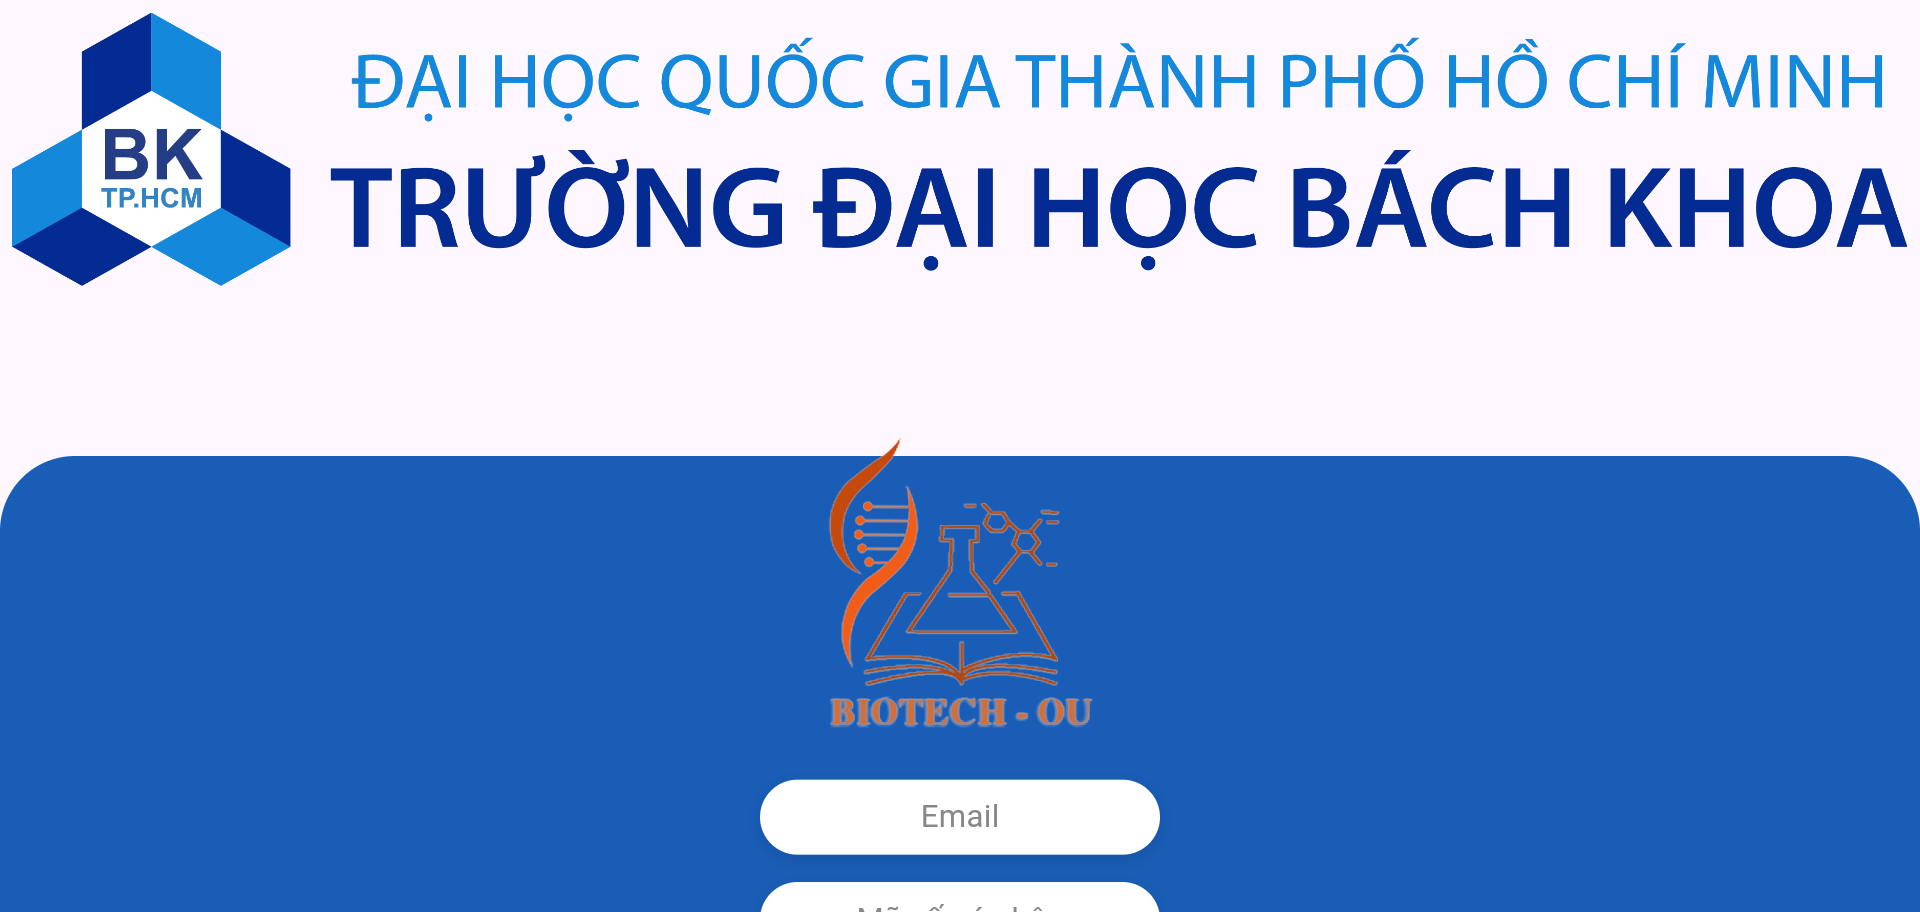 ĐẠI HỌC QUỐC GIA THÀNH PHỐ HỒ CHÍ MINH
BK
TP.HCM
TRƯỜNG ĐẠI HỌC BÁCH KHOA
BIOTECH - OU
Email